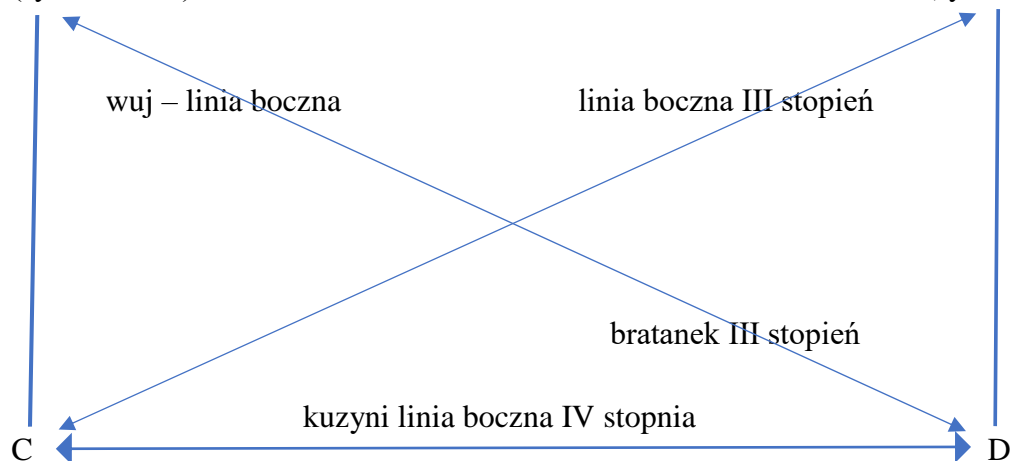 wuj – linia boczna
linia boczna III stopień
bratanek III stopień
kuzyni linia boczna IV stopnia
C
D